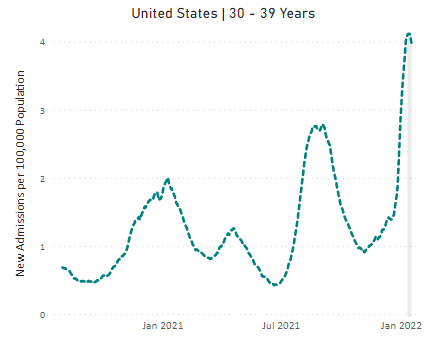 United States | 30 - 39 Years
New Admissions per 100,000 Population
4
3
2
1
0
Jan 2021
Jul 2021
Jan 2022